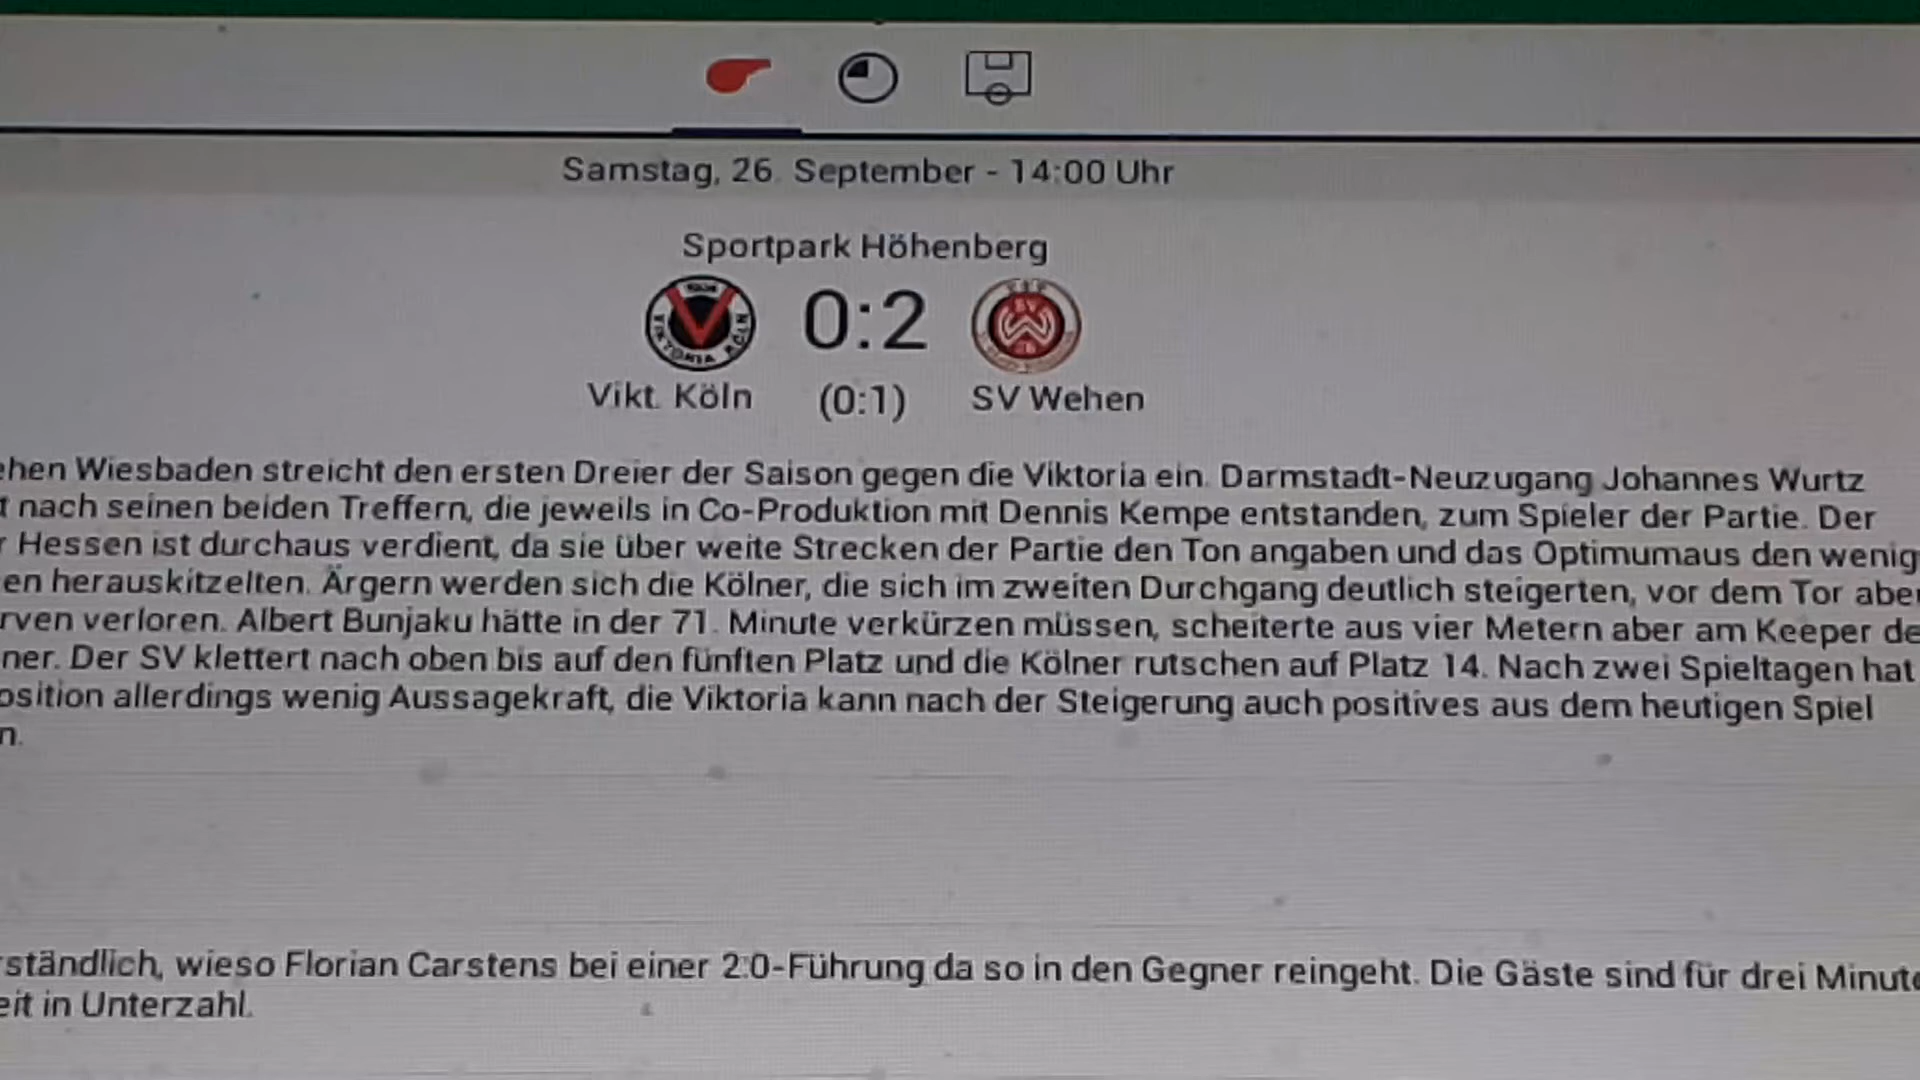 Samstag, 26. September - 14:00 Uhr
Sportpark Höhenberg
VIKTORIA KÖLN
0:2
SV
Vikt. Köln (0:1) SV Wehen
ehen Wiesbaden streicht den ersten Dreier der Saison gegen die Viktoria ein. Darmstadt-Neuzugang Johannes Wurtz
t nach seinen beiden Treffern, die jeweils in Co-Produktion mit Dennis Kempe entstanden, zum Spieler der Partie. Der
r Hessen ist durchaus verdient, da sie über weite Strecken der Partie den Ton angaben und das Optimumaus den wenig
en herauskitzelten. Ärgern werden sich die Kölner, die sich im zweiten Durchgang deutlich steigerten, vor dem Tor aber
rven verloren. Albert Bunjaku hätte in der 71. Minute verkürzen müssen, scheiterte aus vier Metern aber am Keeper de
ner. Der SV klettert nach oben bis auf den fünften Platz und die Kölner rutschen auf Platz 14. Nach zwei Spieltagen hat
osition allerdings wenig Aussagekraft, die Viktoria kann nach der Steigerung auch positives aus dem heutigen Spiel
n.
rständlich, wieso Florian Carstens bei einer 2:0-Führung da so in den Gegner reingeht. Die Gäste sind für drei Minute
eit in Unterzahl.